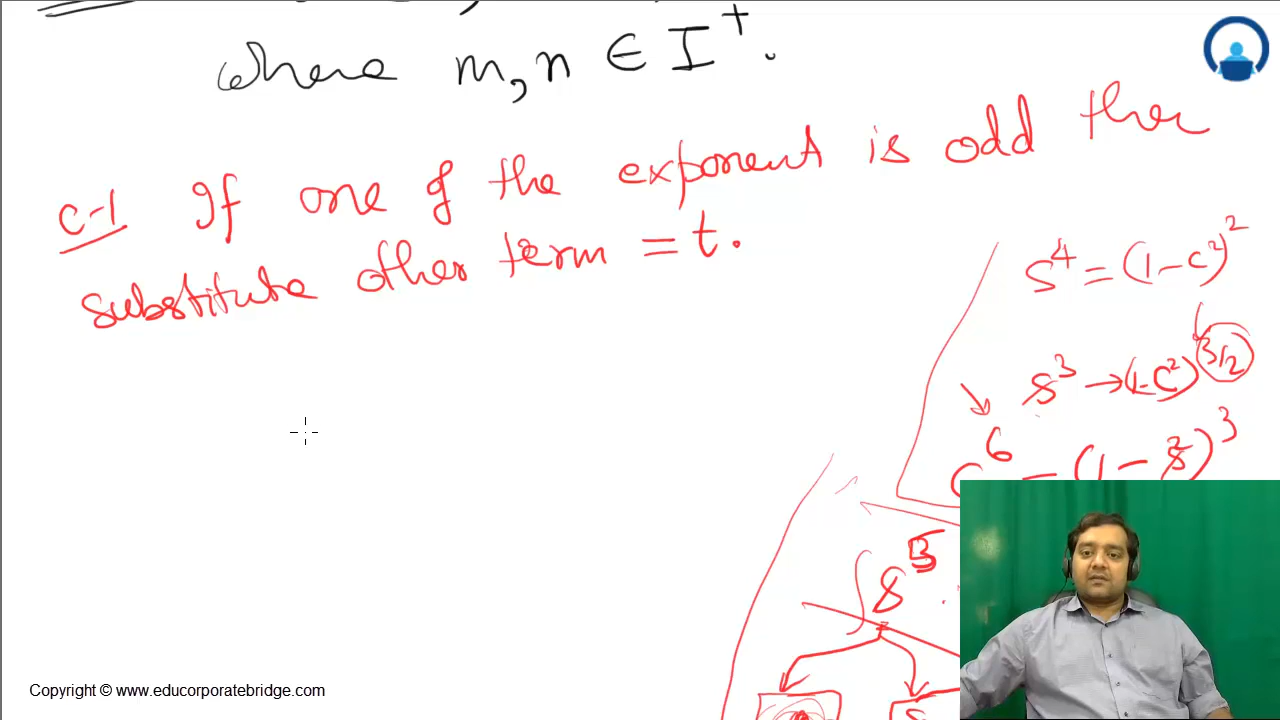 where m,n ∈ I⁺.
C-1 If one of the exponent is odd then
substitute other term = t.
S⁴ = (1-c²)²
S³ → (1-c²)^(3/2)
C⁶ = (1-s²)³
∫ S⁵ .
Copyright © www.educorporatebridge.com